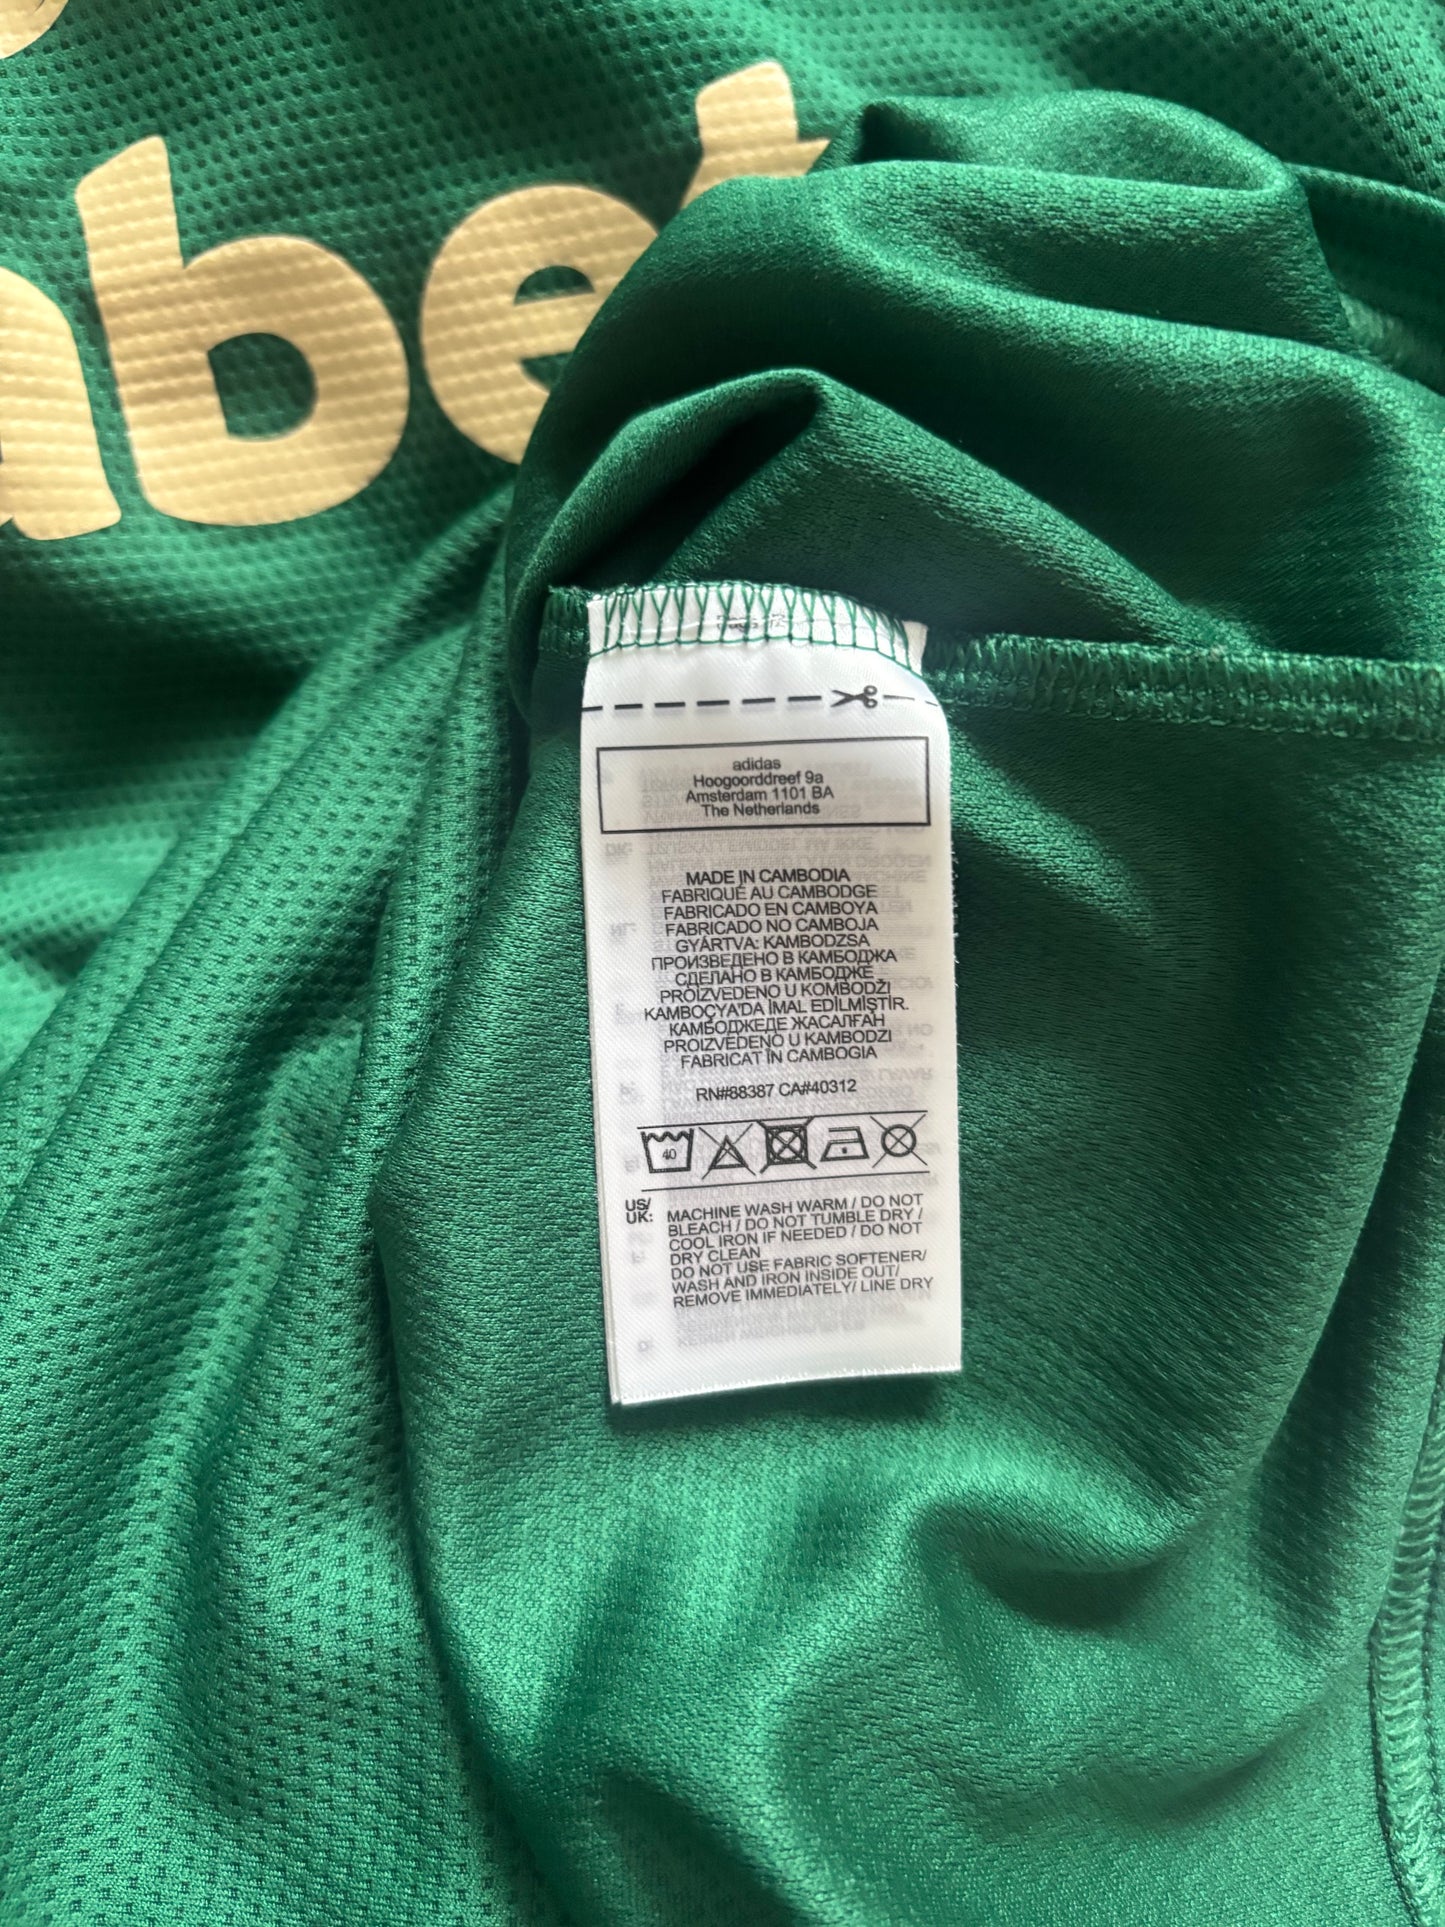 abet
adidas
Hoogoorddreef 9a
Amsterdam 1101 BA
The Netherlands
MADE IN CAMBODIA
FABRIQUÉ AU CAMBODGE
FABRICADO EN CAMBOYA
FABRICADO NO CAMBOJA
GYÁRTVA: KAMBODZSA
ПРОИЗВЕДЕНО В КАМБОДЖА
СДЕЛАНО В КАМБОДЖЕ
PROIZVEDENO U KOMBODŽI
KAMBOÇYA'DA İMAL EDİLMİŞTİR.
КАМБОДЖЕДЕ ЖАСАЛҒАН
PROIZVEDENO U KAMBODZI
FABRICAT ÎN CAMBOGIA
RN#88387 CA#40312
40
US/
UK: MACHINE WASH WARM / DO NOT
BLEACH / DO NOT TUMBLE DRY /
COOL IRON IF NEEDED / DO NOT
DRY CLEAN
DO NOT USE FABRIC SOFTENER/
WASH AND IRON INSIDE OUT/
REMOVE IMMEDIATELY/ LINE DRY